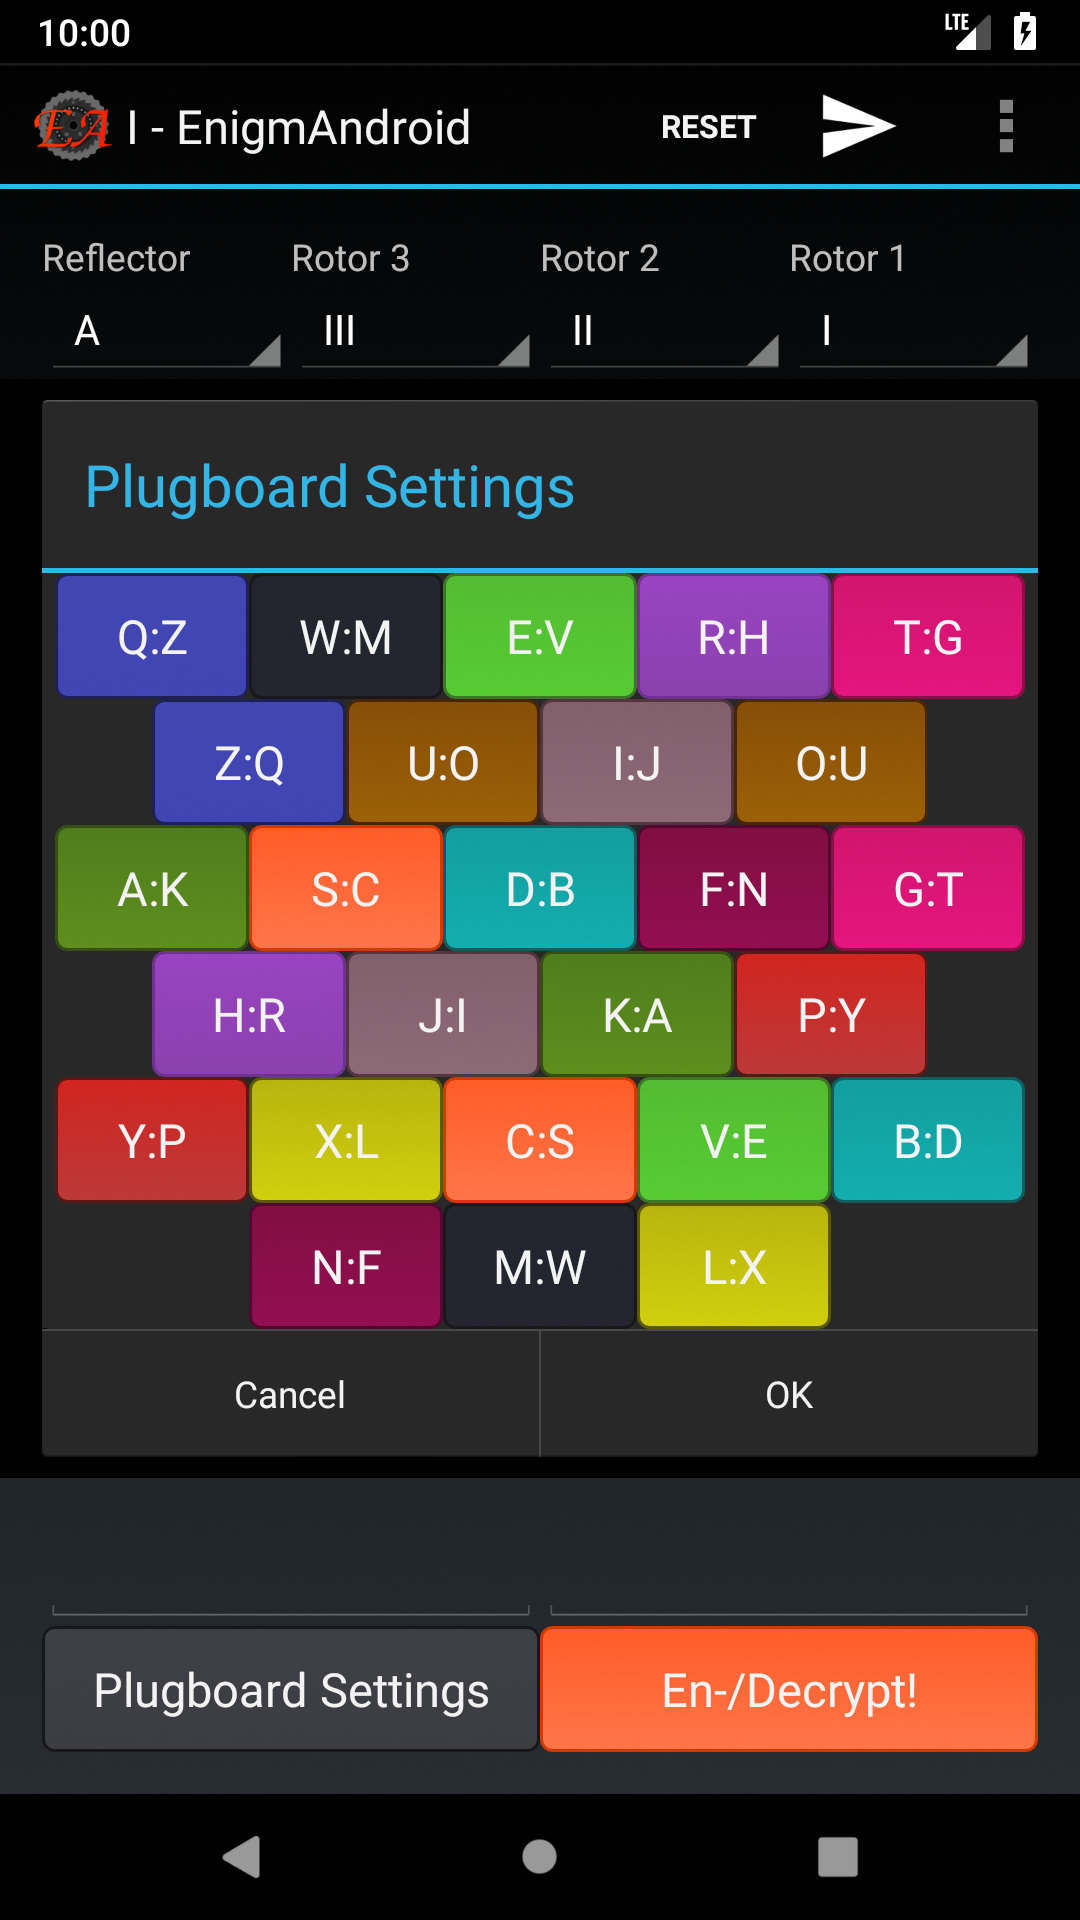 10:00 LTE
EA I - EnigmAndroid RESET
Reflector Rotor 3 Rotor 2 Rotor 1
A III II I
Plugboard Settings
Q:Z W:M E:V R:H T:G
Z:Q U:O I:J O:U
A:K S:C D:B F:N G:T
H:R J:I K:A P:Y
Y:P X:L C:S V:E B:D
N:F M:W L:X
Cancel OK
Plugboard Settings En-/Decrypt!